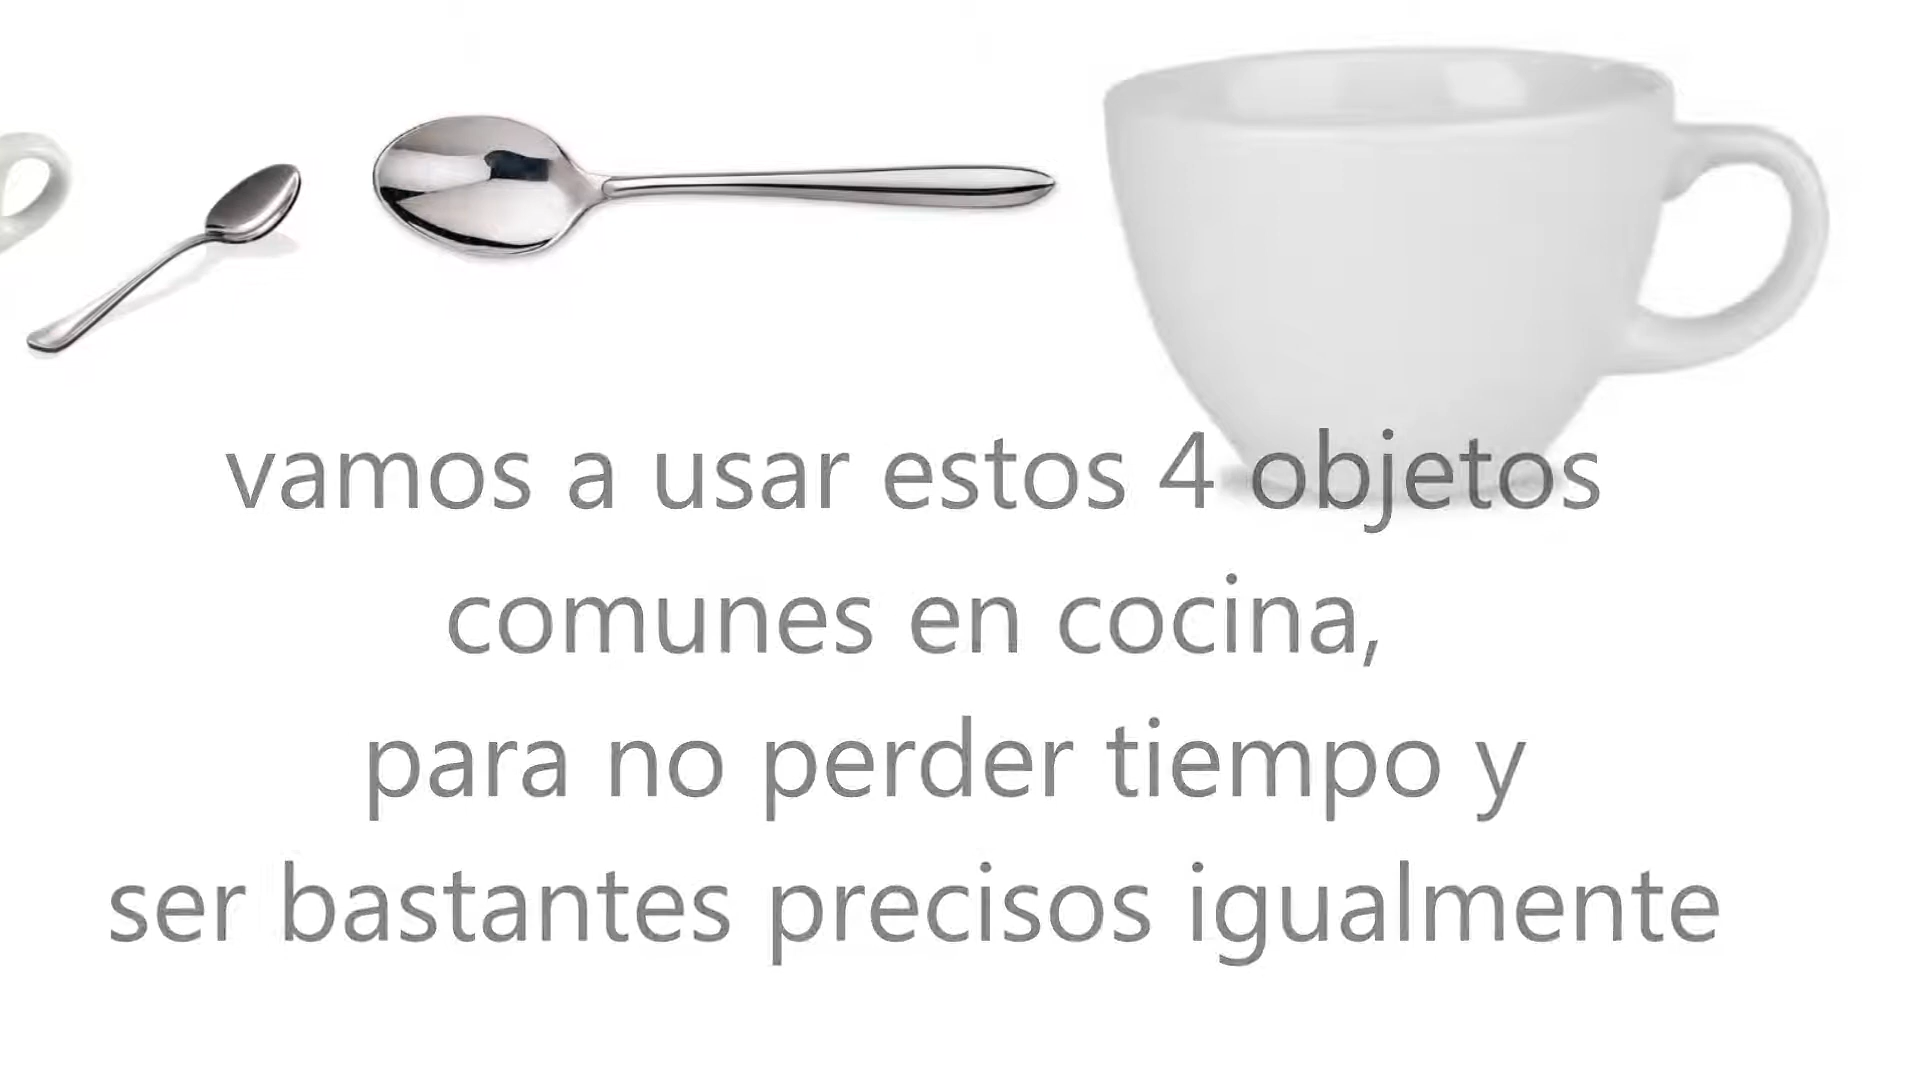 vamos a usar estos 4 objetos
comunes en cocina,
para no perder tiempo y
ser bastantes precisos igualmente